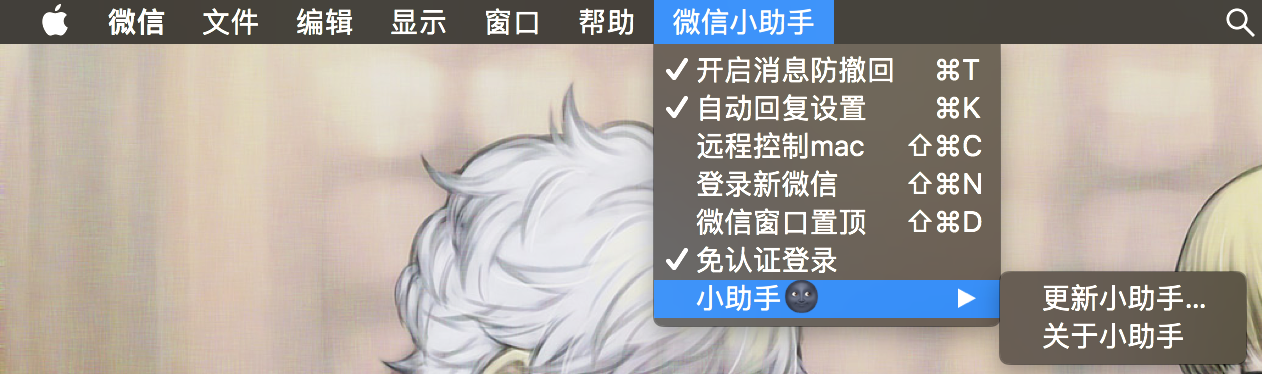 微信 文件 编辑 显示 窗口 帮助 微信小助手
✓ 开启消息防撤回 ⌘T
✓ 自动回复设置 ⌘K
远程控制mac ⇧⌘C
登录新微信 ⇧⌘N
微信窗口置顶 ⇧⌘D
✓ 免认证登录
小助手🌚 ▶
更新小助手...
关于小助手